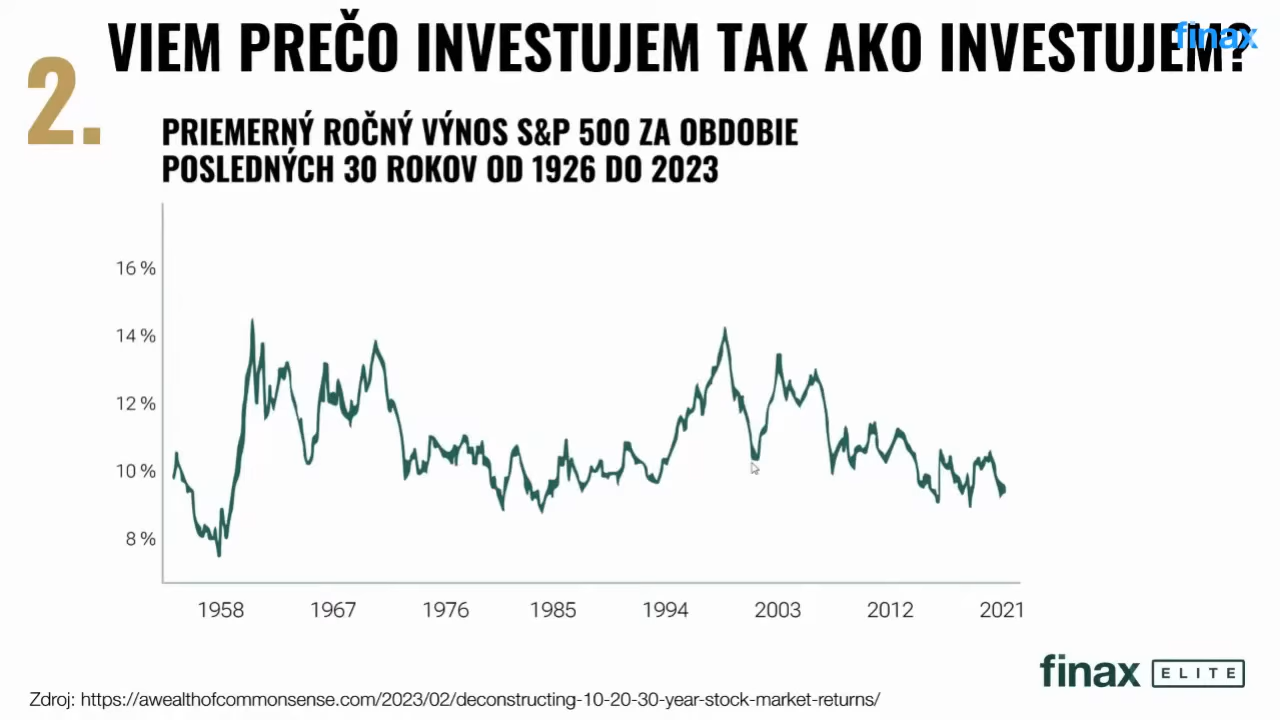 VIEM PREČO INVESTUJEM TAK AKO INVESTUJEM?
finax
2.
PRIEMERNÝ ROČNÝ VÝNOS S&P 500 ZA OBDOBIE
POSLEDNÝCH 30 ROKOV OD 1926 DO 2023
16 %
14 %
12 %
10 %
8 %
1958 1967 1976 1985 1994 2003 2012 2021
finax ELITE
Zdroj: https://awealthofcommonsense.com/2023/02/deconstructing-10-20-30-year-stock-market-returns/